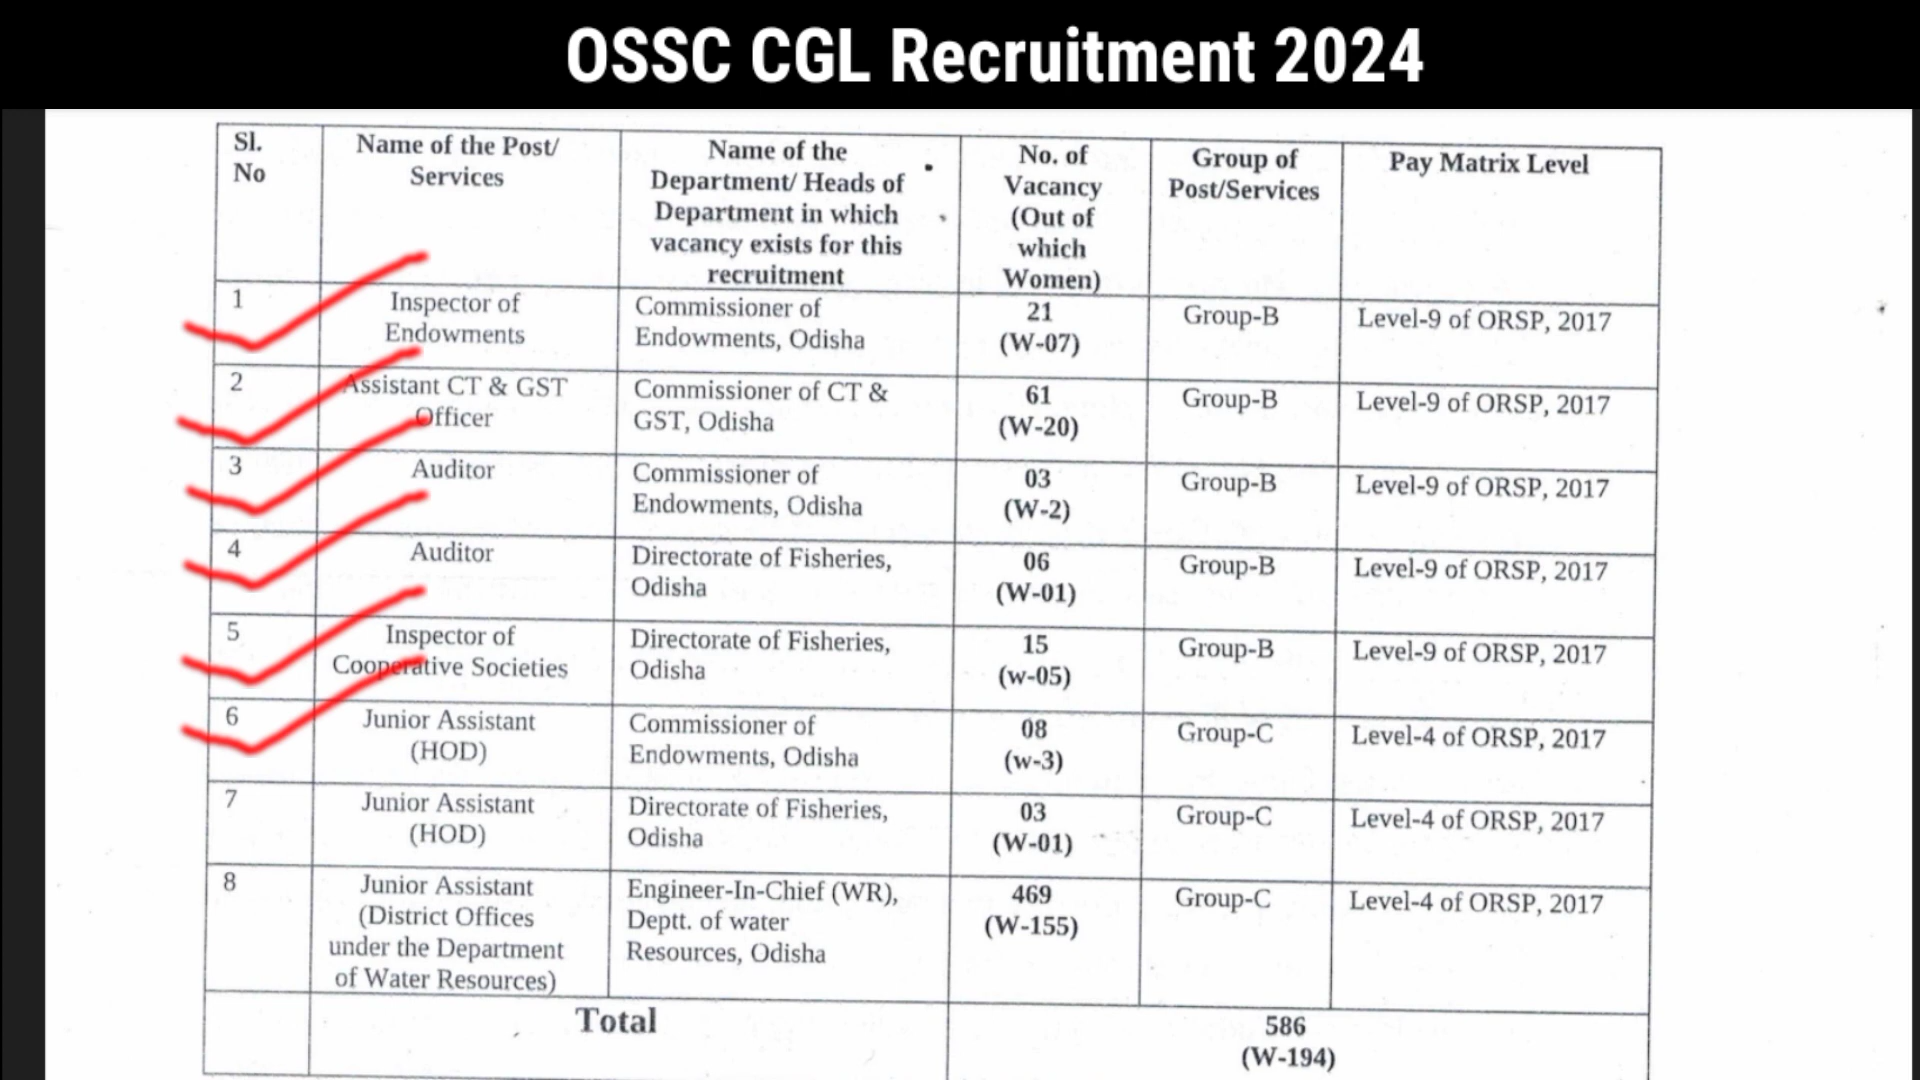 OSSC CGL Recruitment 2024
Sl.
No
Name of the Post/
Services
Name of the
Department/ Heads of
Department in which
vacancy exists for this
recruitment
No. of
Vacancy
(Out of
which
Women)
Group of
Post/Services
Pay Matrix Level
1
Inspector of
Endowments
Commissioner of
Endowments, Odisha
21
(W-07)
Group-B
Level-9 of ORSP, 2017
2
Assistant CT & GST
Officer
Commissioner of CT &
GST, Odisha
61
(W-20)
Group-B
Level-9 of ORSP, 2017
3
Auditor
Commissioner of
Endowments, Odisha
03
(W-2)
Group-B
Level-9 of ORSP, 2017
4
Auditor
Directorate of Fisheries,
Odisha
06
(W-01)
Group-B
Level-9 of ORSP, 2017
5
Inspector of
Cooperative Societies
Directorate of Fisheries,
Odisha
15
(w-05)
Group-B
Level-9 of ORSP, 2017
6
Junior Assistant
(HOD)
Commissioner of
Endowments, Odisha
08
(w-3)
Group-C
Level-4 of ORSP, 2017
7
Junior Assistant
(HOD)
Directorate of Fisheries,
Odisha
03
(W-01)
Group-C
Level-4 of ORSP, 2017
8
Junior Assistant
(District Offices
under the Department
of Water Resources)
Engineer-In-Chief (WR),
Deptt. of water
Resources, Odisha
469
(W-155)
Group-C
Level-4 of ORSP, 2017
Total
586
(W-194)